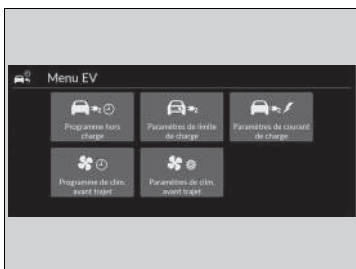 Menu EV
Programme hors
charge
Paramètres de limite
de charge
Paramètres de courant
de charge
Programme de clim.
avant trajet
Paramètres de clim.
avant trajet